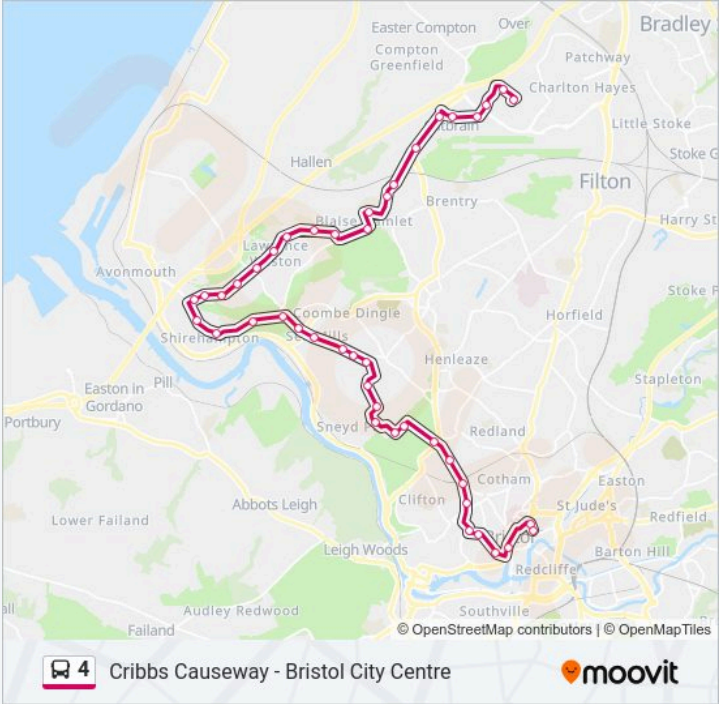 Over
Bradley
Easter Compton
Compton
Greenfield
Patchway
Charlton Hayes
Little Stoke
Hallen
Stoke G
Filton
Brentry
Harry St
Avonmouth
Stoke P
Coombe Dingle
Horfield
Shirehampton
Henleaze
Pill
Easton in
Gordano
Stapleton
Portbury
Sneyd P
Redland
Cotham
Easton
Clifton
St Jude's
Abbots Leigh
Redfield
Lower Failand
Leigh Woods
Barton Hill
Redcliffe
Audley Redwood
Southville
Failand
© OpenStreetMap contributors | © OpenMapTiles
4 Cribbs Causeway - Bristol City Centre
moovit